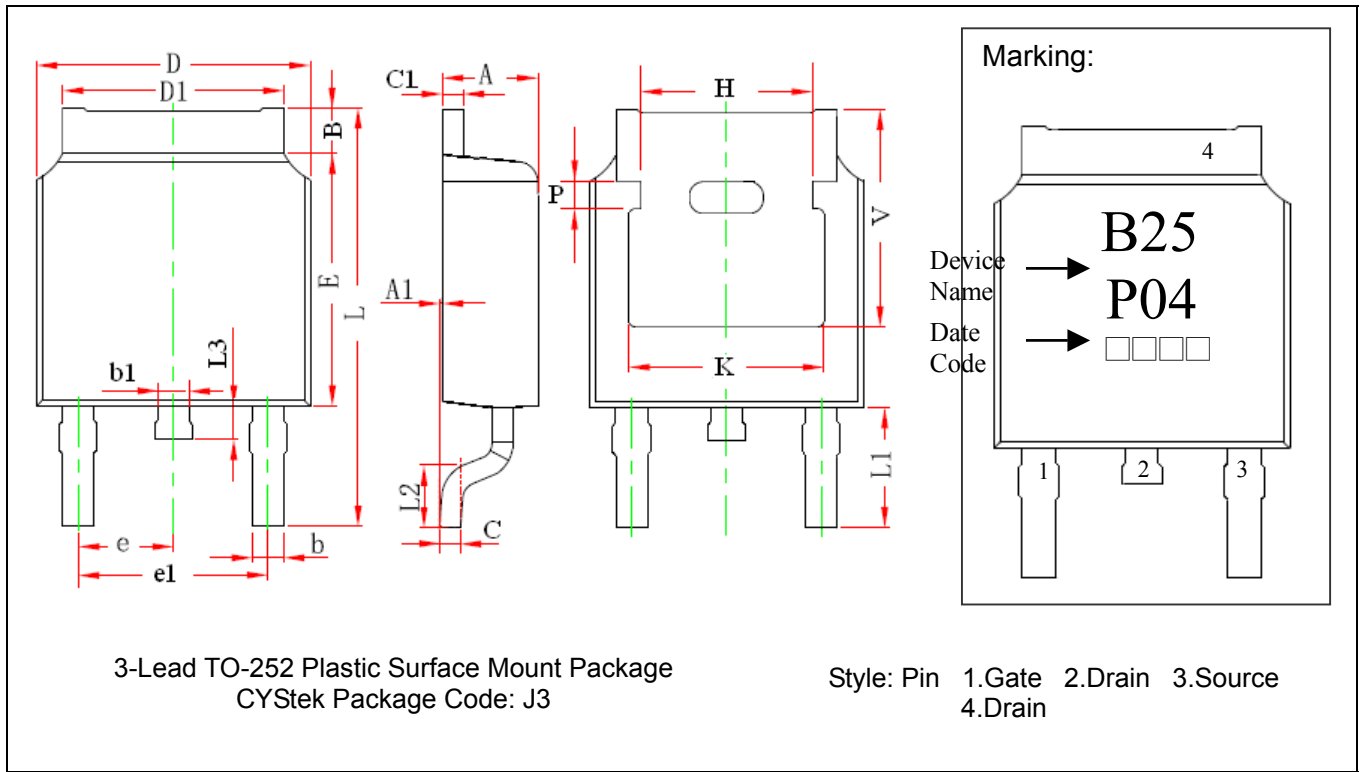 D
D1
B
E
L
L3
b1
e
e1
b
C1
A
A1
L2
C
H
P
V
K
L1
Marking:
4
B25
Device
Name
P04
Date
Code
□□□□
1
2
3
3-Lead TO-252 Plastic Surface Mount Package
CYStek Package Code: J3
Style: Pin 1.Gate 2.Drain 3.Source
4.Drain